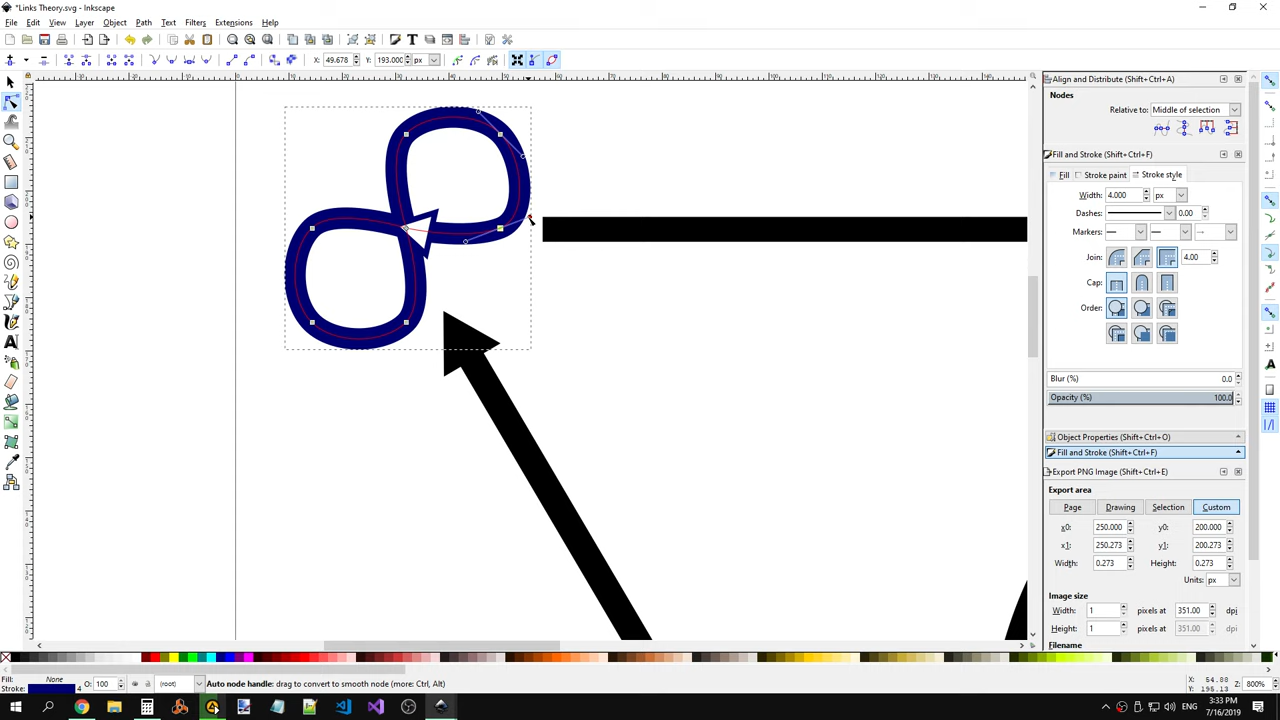 *Links Theory.svg - Inkscape
File Edit View Layer Object Path Text Filters Extensions Help
X: 49.678 Y: 193.000 px
Align and Distribute (Shift+Ctrl+A)
Nodes
Relative to: Middle of selection
Fill and Stroke (Shift+Ctrl+F)
Fill Stroke paint Stroke style
Width: 4.000 px
Dashes: 0.00
Markers:
Join: 4.00
Cap:
Order:
Blur (%) 0.0
Opacity (%) 100.0
Object Properties (Shift+Ctrl+O)
Fill and Stroke (Shift+Ctrl+F)
Export PNG Image (Shift+Ctrl+E)
Export area
Page Drawing Selection Custom
x0: 250.000 y0: 200.000
x1: 250.273 y1: 200.273
Width: 0.273 Height: 0.273
Units: px
Image size
Width: 1 pixels at 351.00 dpi
Height: 1 pixels at 351.00 dpi
Filename
Fill: None
Stroke: 4 O: 100 (root) Auto node handle: drag to convert to smooth node (more: Ctrl, Alt)
X: 54.88
Y: 195.13
Z: 800%
ENG
3:33 PM
7/16/2019